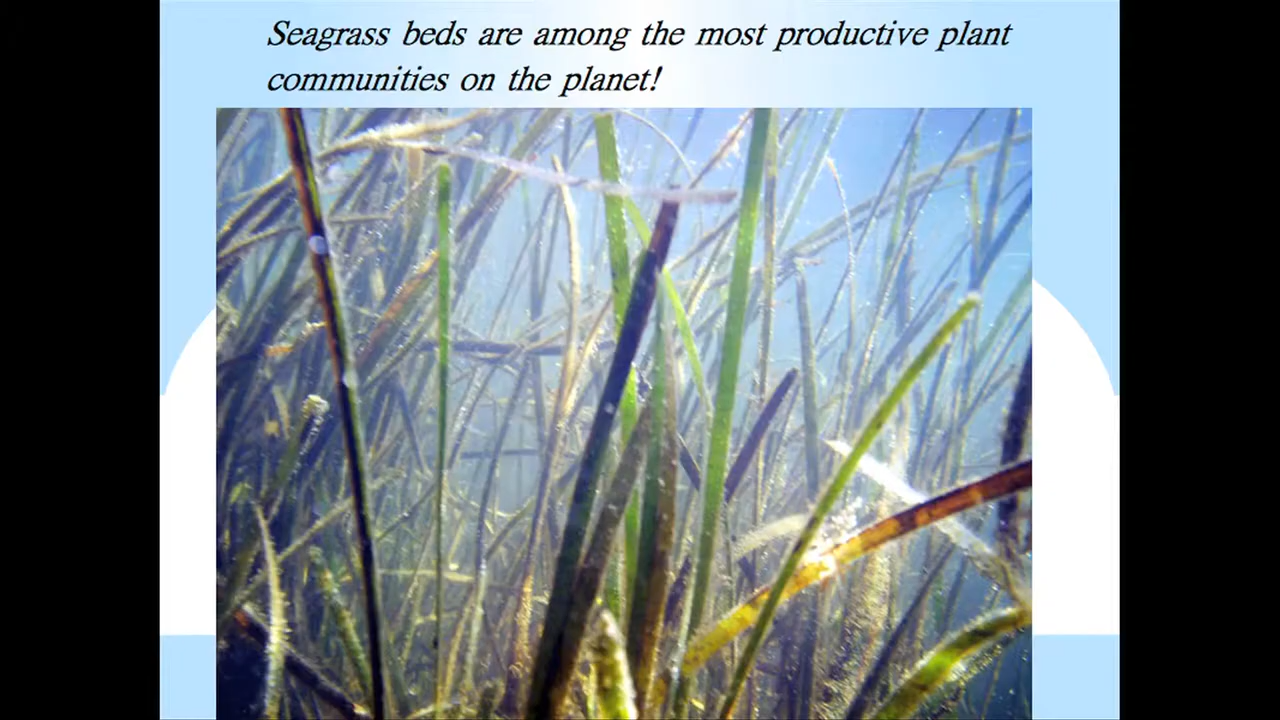 Seagrass beds are among the most productive plant
communities on the planet!